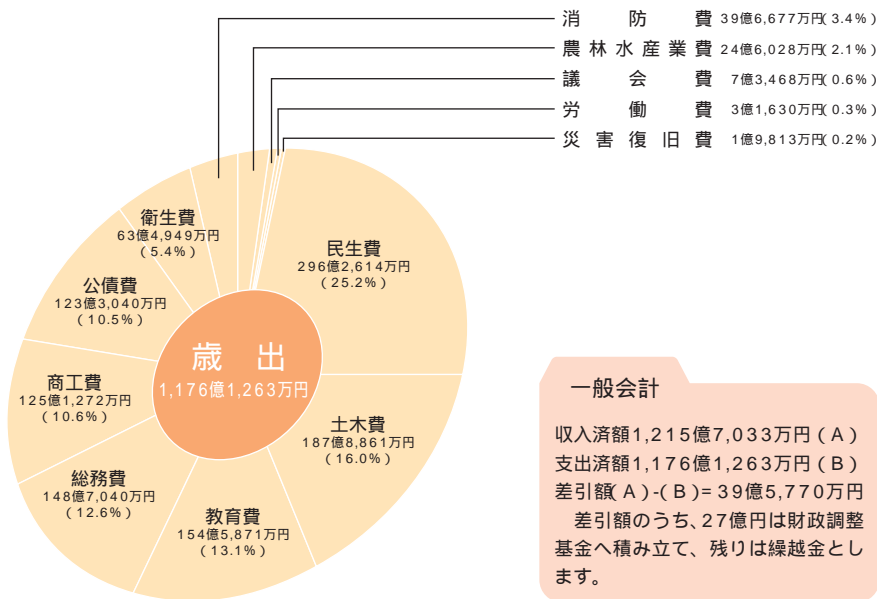 消防費 39億6,677万円(3.4%)
農林水産業費 24億6,028万円(2.1%)
議会費 7億3,468万円(0.6%)
労働費 3億1,630万円(0.3%)
災害復旧費 1億9,813万円(0.2%)
衛生費
63億4,949万円
(5.4%)
民生費
296億2,614万円
(25.2%)
公債費
123億3,040万円
(10.5%)
歳出
1,176億1,263万円
商工費
125億1,272万円
(10.6%)
土木費
187億8,861万円
(16.0%)
総務費
148億7,040万円
(12.6%)
教育費
154億5,871万円
(13.1%)
一般会計
収入済額1,215億7,033万円(A)
支出済額1,176億1,263万円(B)
差引額(A)-(B)=39億5,770万円
差引額のうち、27億円は財政調整
基金へ積み立て、残りは繰越金とし
ます。